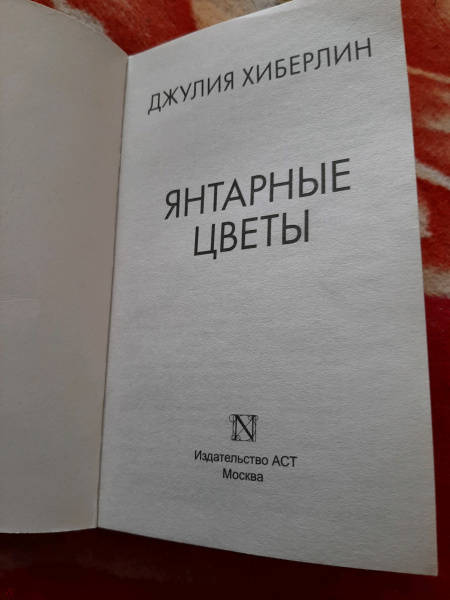 ДЖУЛИЯ ХИБЕРЛИН
ЯНТАРНЫЕ
ЦВЕТЫ
N
Издательство АСТ
Москва